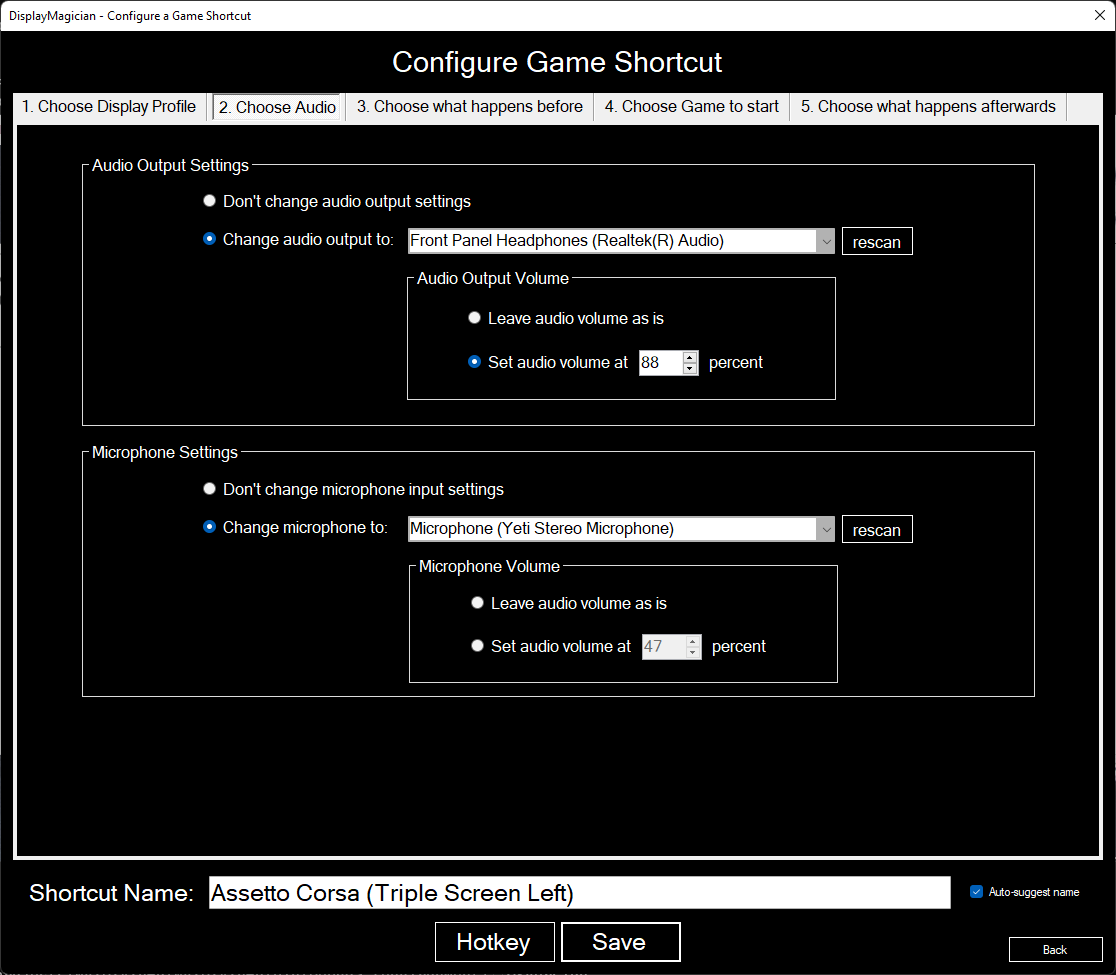 DisplayMagician - Configure a Game Shortcut
Configure Game Shortcut
1. Choose Display Profile 2. Choose Audio 3. Choose what happens before 4. Choose Game to start 5. Choose what happens afterwards
Audio Output Settings
Don't change audio output settings
Change audio output to: Front Panel Headphones (Realtek(R) Audio) rescan
Audio Output Volume
Leave audio volume as is
Set audio volume at 88 percent
Microphone Settings
Don't change microphone input settings
Change microphone to: Microphone (Yeti Stereo Microphone) rescan
Microphone Volume
Leave audio volume as is
Set audio volume at 47 percent
Shortcut Name: Assetto Corsa (Triple Screen Left) Auto-suggest name
Hotkey Save
Back